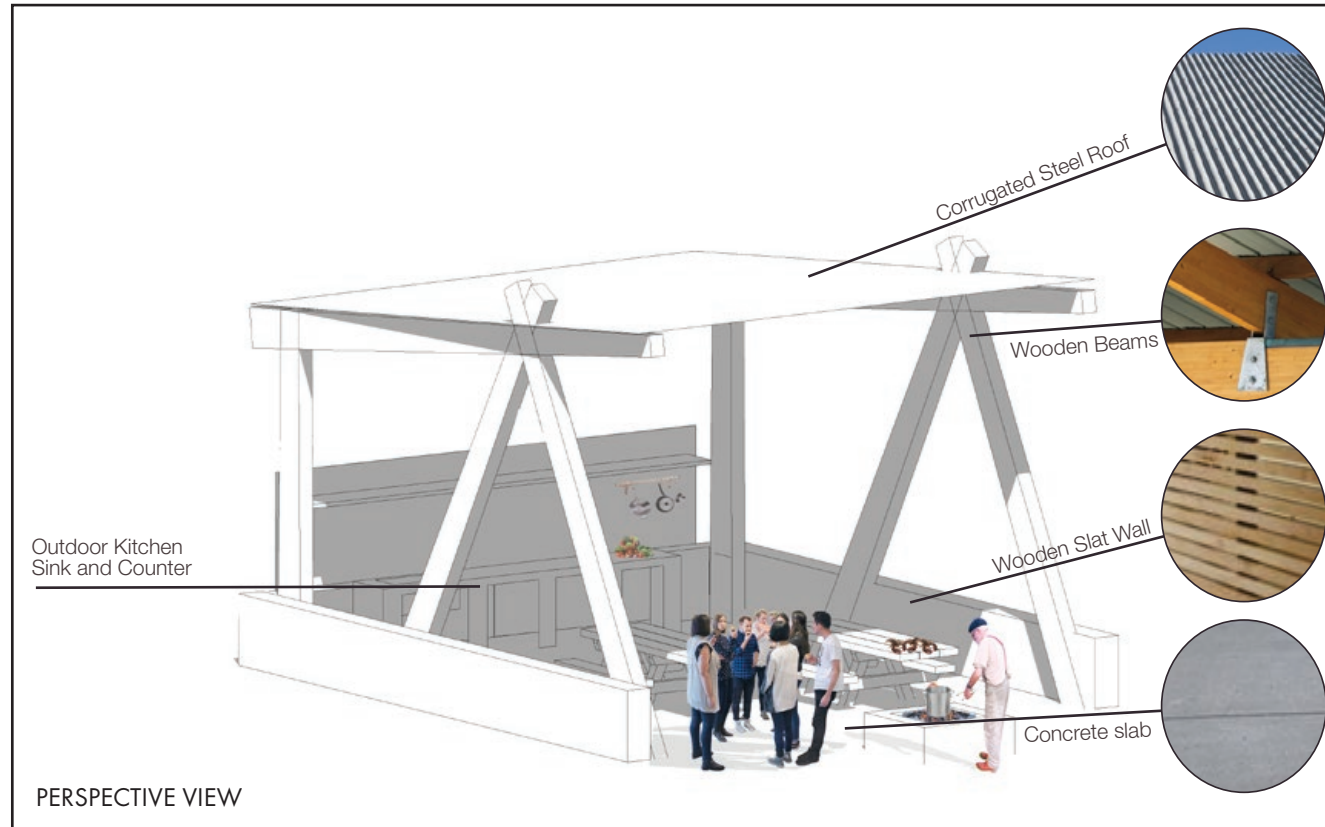 Corrugated Steel Roof
Wooden Beams
Outdoor Kitchen
Sink and Counter
Wooden Slat Wall
Concrete slab
PERSPECTIVE VIEW